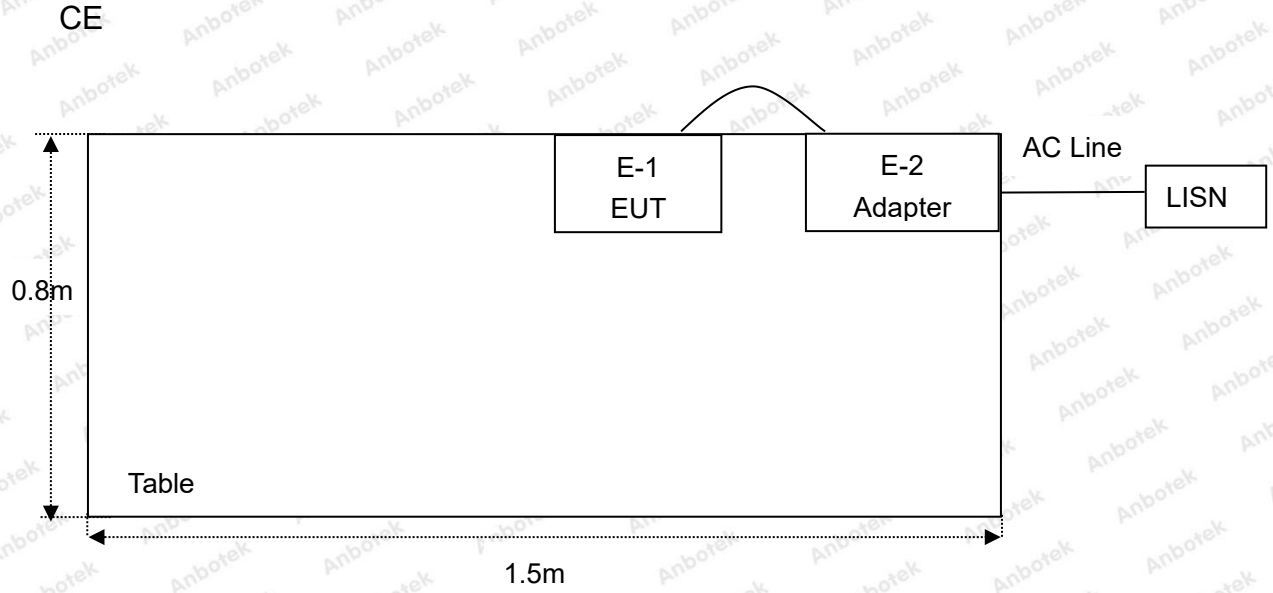 CE
E-1
EUT
E-2
Adapter
AC Line
LISN
0.8m
Table
1.5m